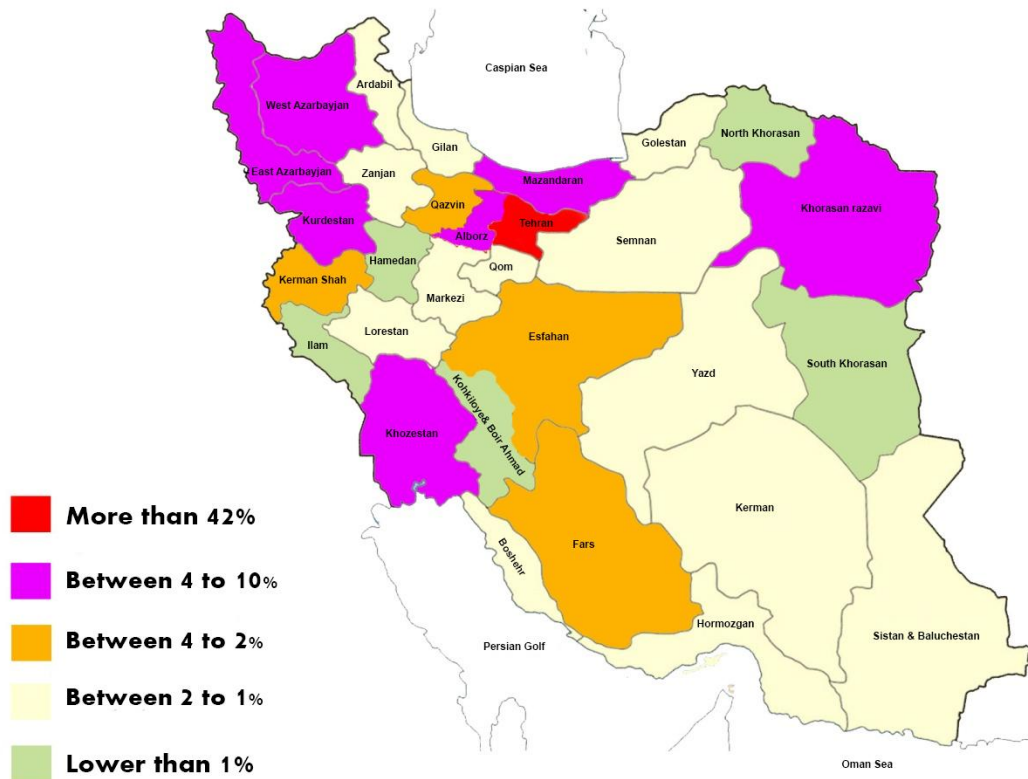 Caspian Sea
Ardabil
West Azarbayjan
North Khorasan
Golestan
Khorasan razavi
Gilan
East Azarbayjan
Zanjan
Mazandaran
Qazvin
Kurdestan
Tehran
Alborz
Semnan
Hamedan
Qom
Kerman Shah
Markezi
Lorestan
Esfahan
Ilam
South Khorasan
Yazd
Kohkiloye& Boir Ahmad
Khozestan
Kerman
Fars
Boshehr
Hormozgan
Sistan & Baluchestan
Persian Golf
Oman Sea
More than 42%
Between 4 to 10%
Between 4 to 2%
Between 2 to 1%
Lower than 1%